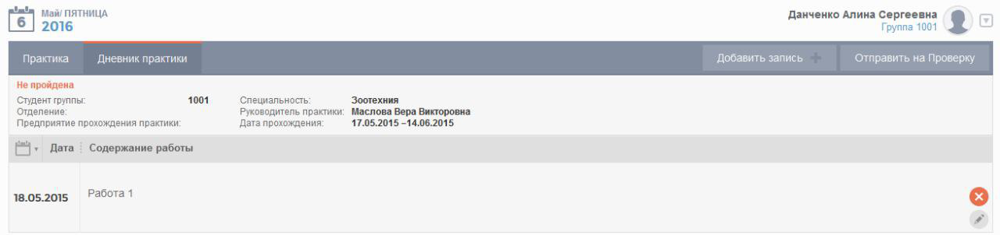 6
Май/ ПЯТНИЦА
2016
Данченко Алина Сергеевна
Группа 1001
Практика Дневник практики Добавить запись Отправить на Проверку
Не пройдена
Студент группы: 1001 Специальность: Зоотехния
Отделение: Руководитель практики: Маслова Вера Викторовна
Предприятие прохождения практики: Дата прохождения: 17.05.2015 –14.06.2015
Дата Содержание работы
18.05.2015 Работа 1